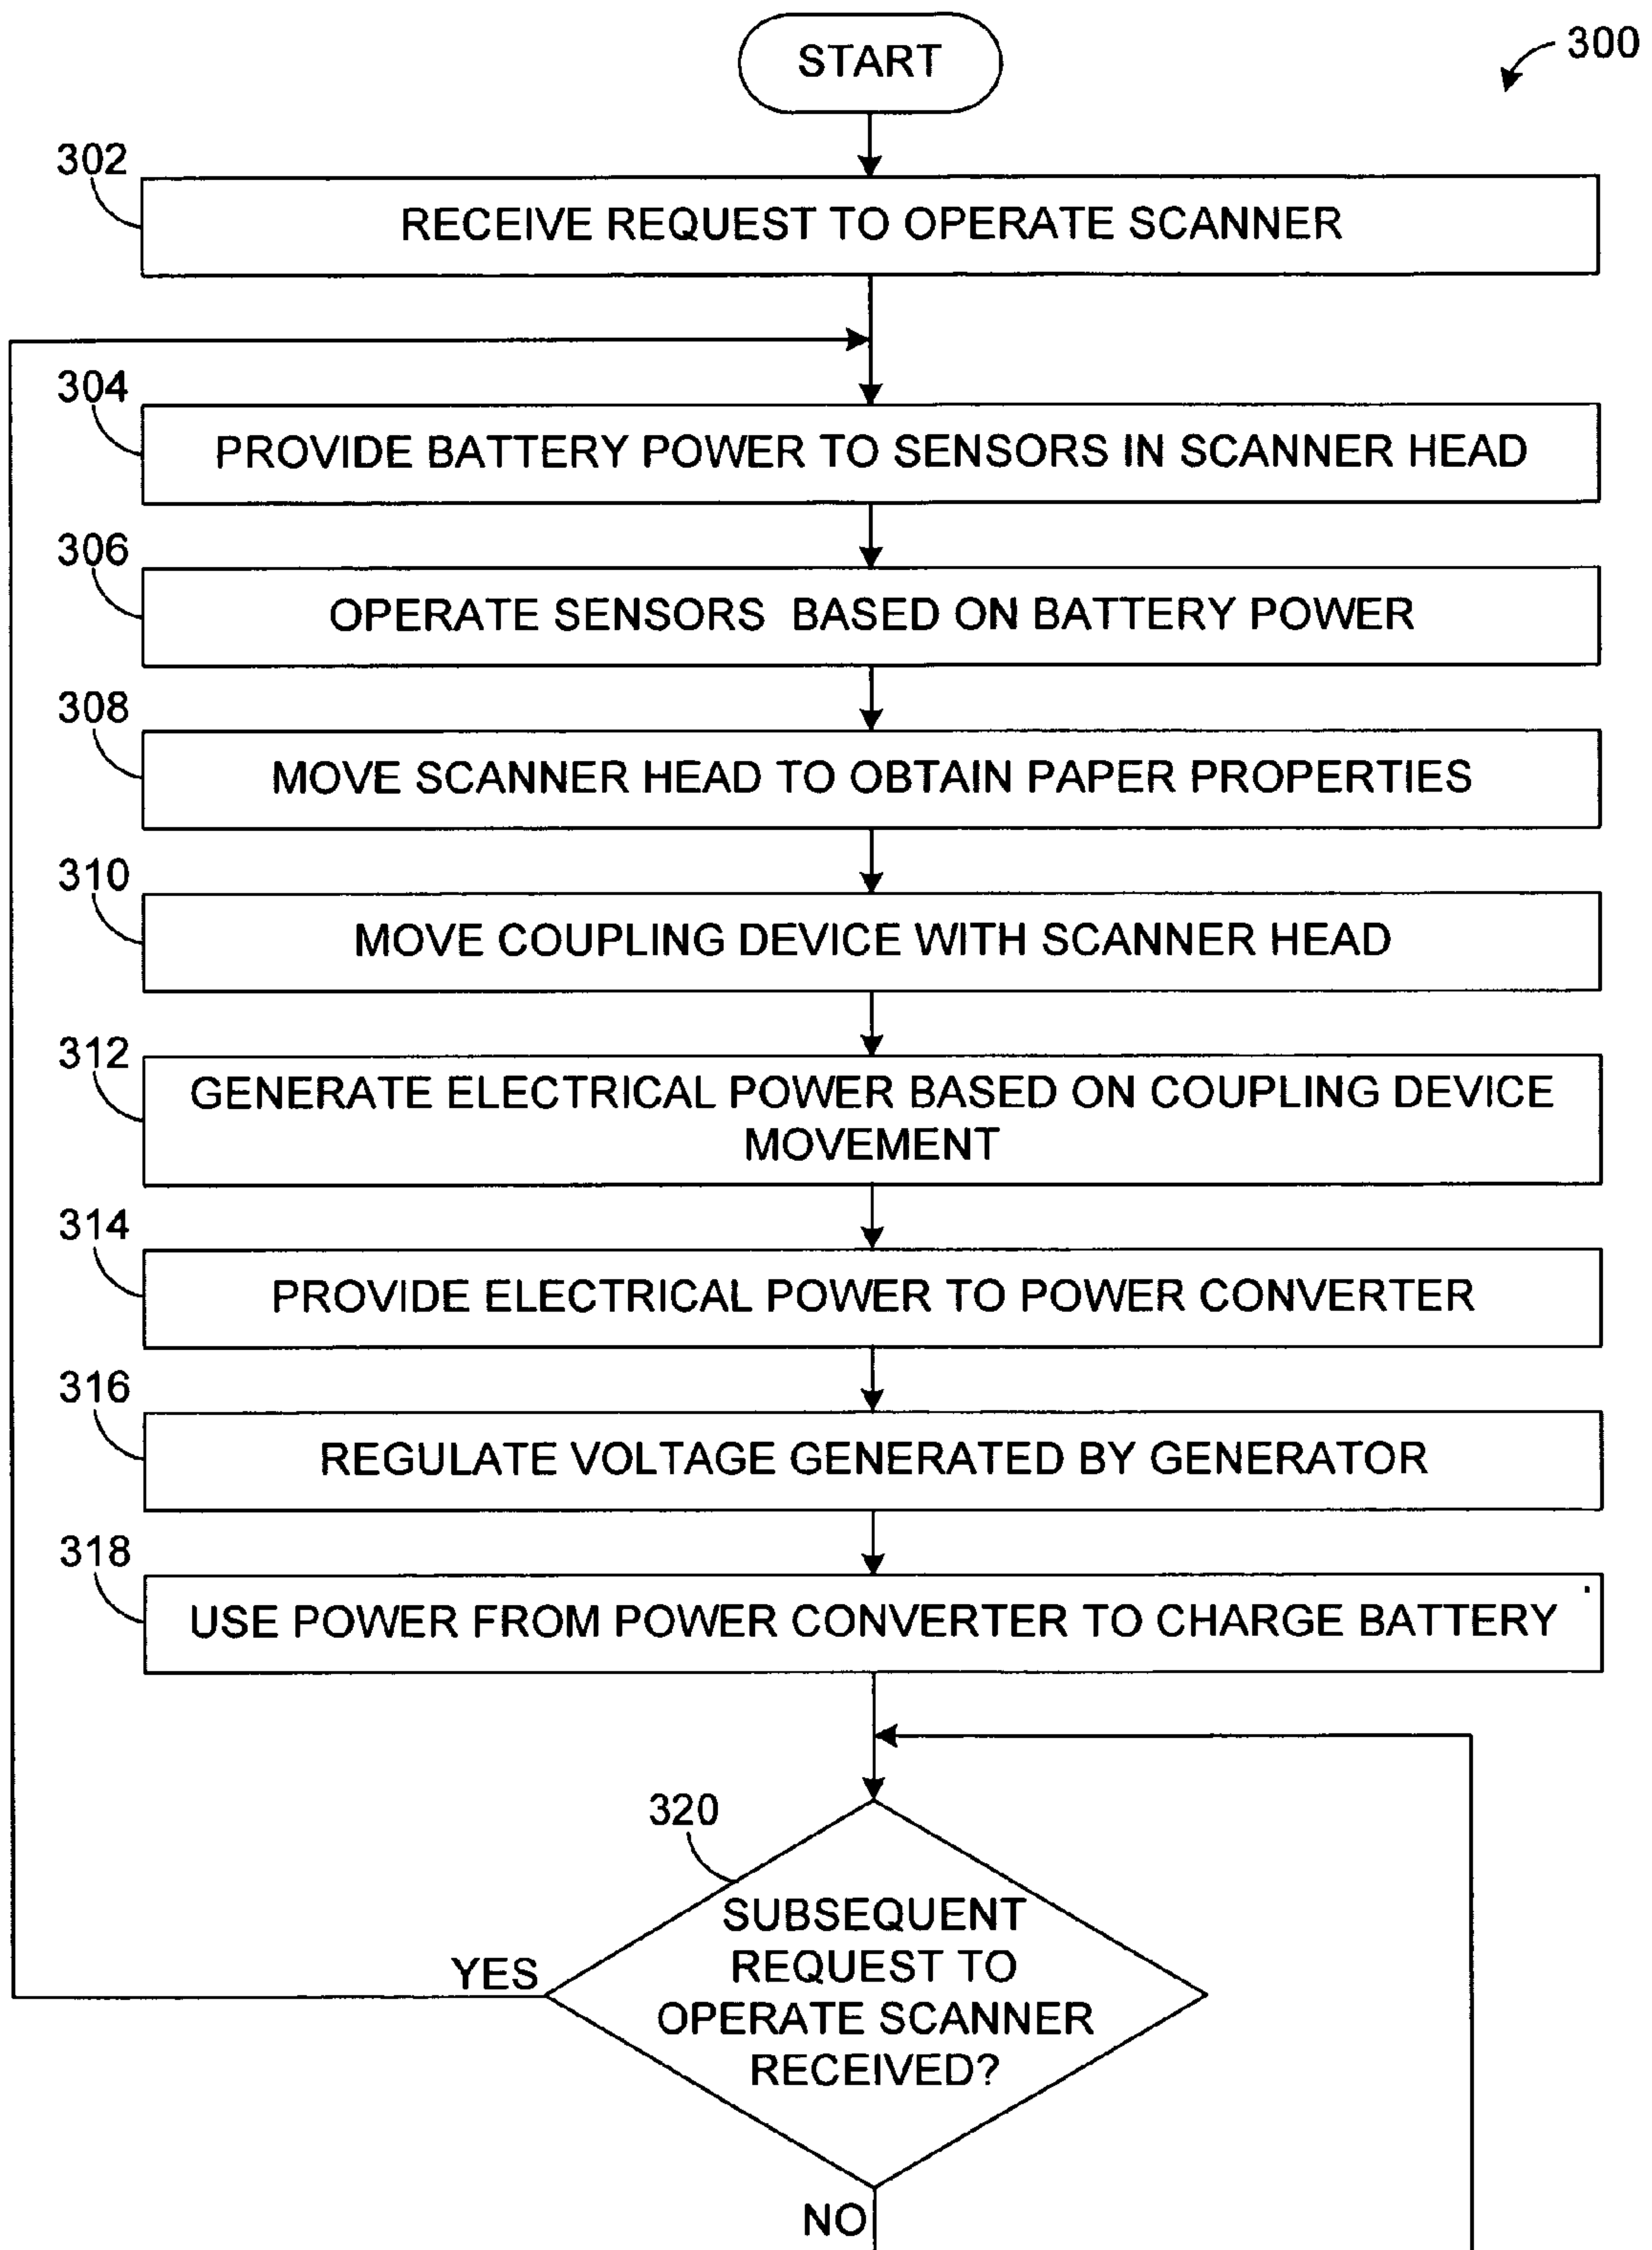 START
300
302
RECEIVE REQUEST TO OPERATE SCANNER
304
PROVIDE BATTERY POWER TO SENSORS IN SCANNER HEAD
306
OPERATE SENSORS BASED ON BATTERY POWER
308
MOVE SCANNER HEAD TO OBTAIN PAPER PROPERTIES
310
MOVE COUPLING DEVICE WITH SCANNER HEAD
312
GENERATE ELECTRICAL POWER BASED ON COUPLING DEVICE
MOVEMENT
314
PROVIDE ELECTRICAL POWER TO POWER CONVERTER
316
REGULATE VOLTAGE GENERATED BY GENERATOR
318
USE POWER FROM POWER CONVERTER TO CHARGE BATTERY
320
SUBSEQUENT
REQUEST TO
OPERATE SCANNER
RECEIVED?
YES
NO